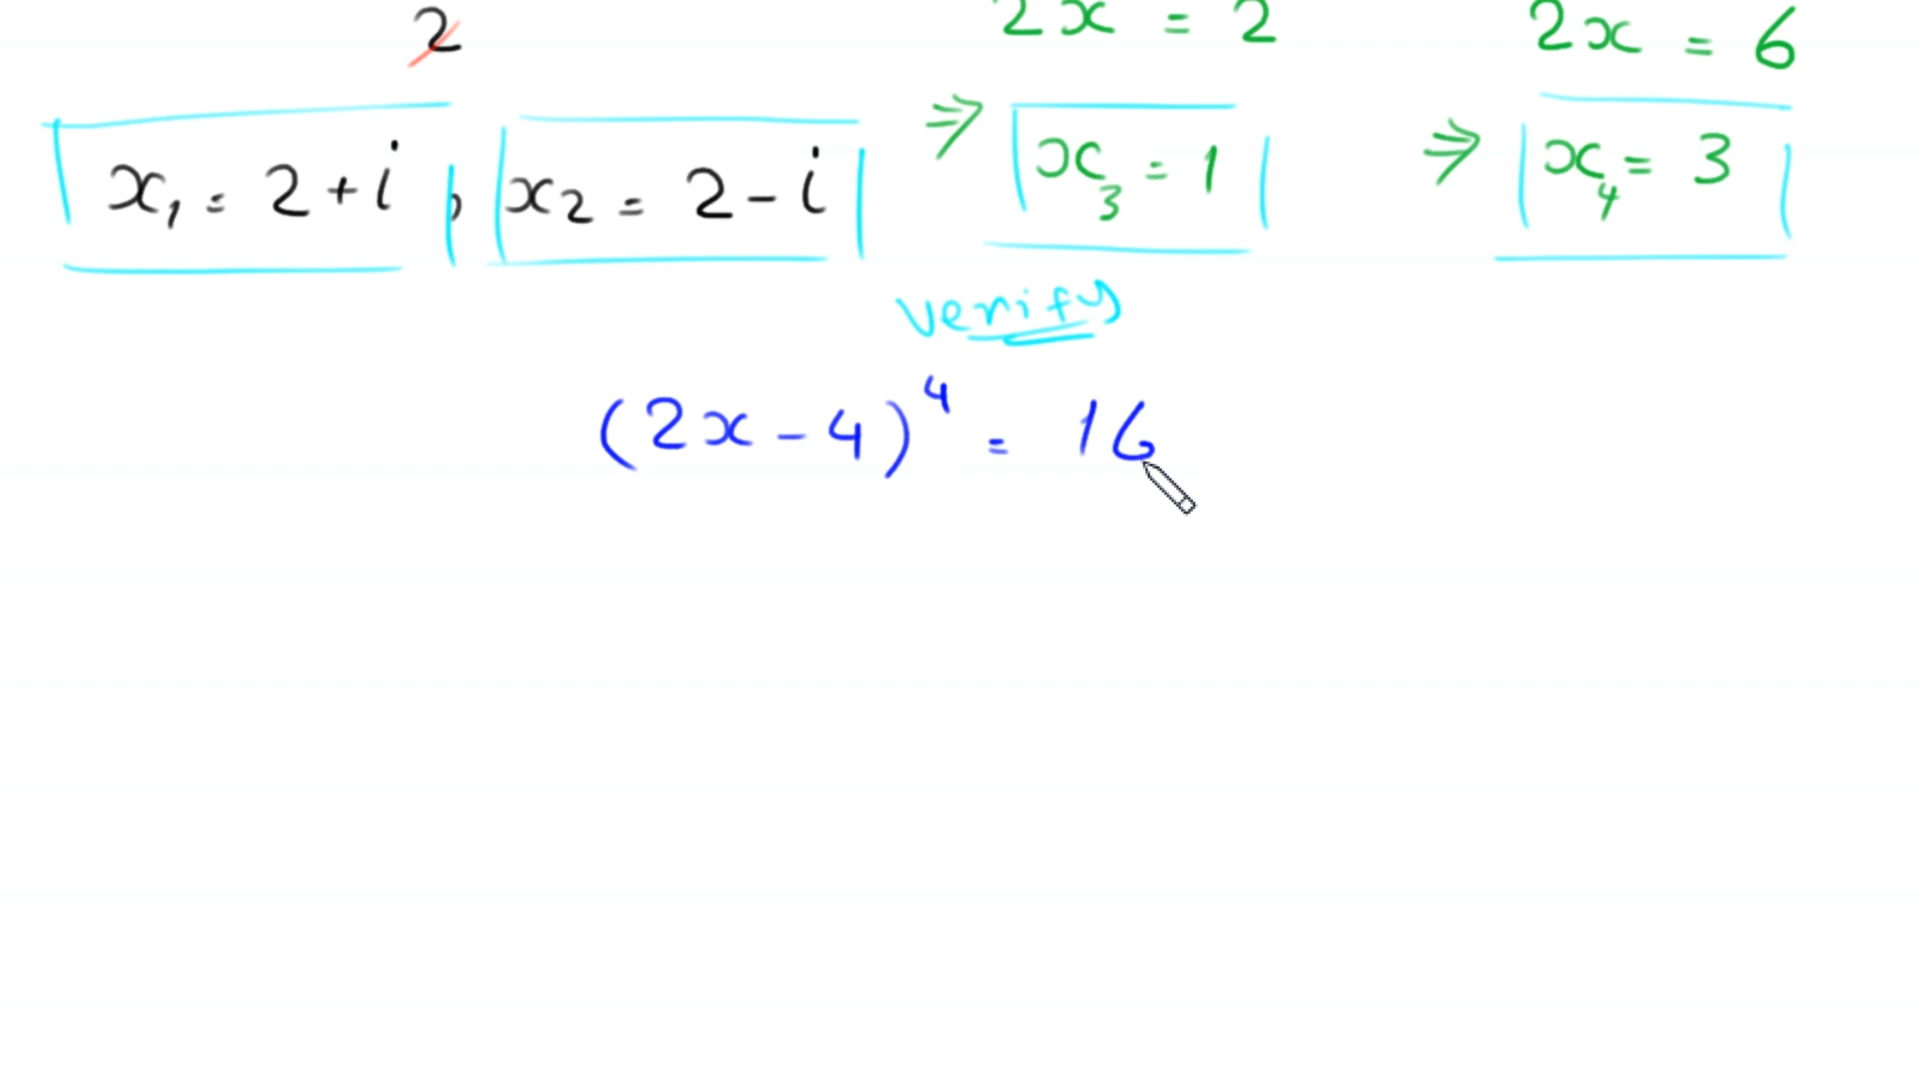 2 2x = 2 2x = 6
x₁ = 2 + i , x₂ = 2 - i ⇒ x₃ = 1 ⇒ x₄ = 3
verify
(2x - 4)⁴ = 16